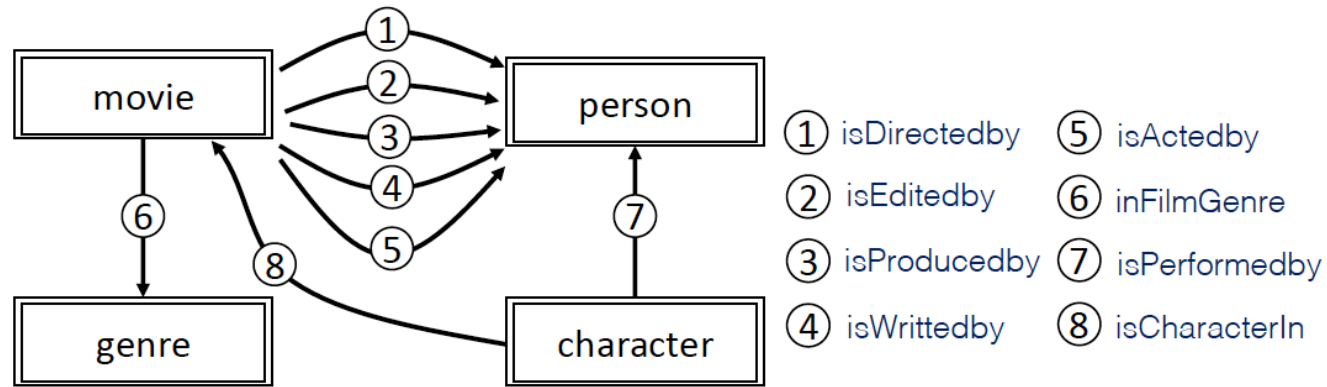 movie
person
genre
character
1
2
3
4
5
6
7
8
1 isDirectedby
2 isEditedby
3 isProducedby
4 isWrittedby
5 isActedby
6 inFilmGenre
7 isPerformedby
8 isCharacterIn